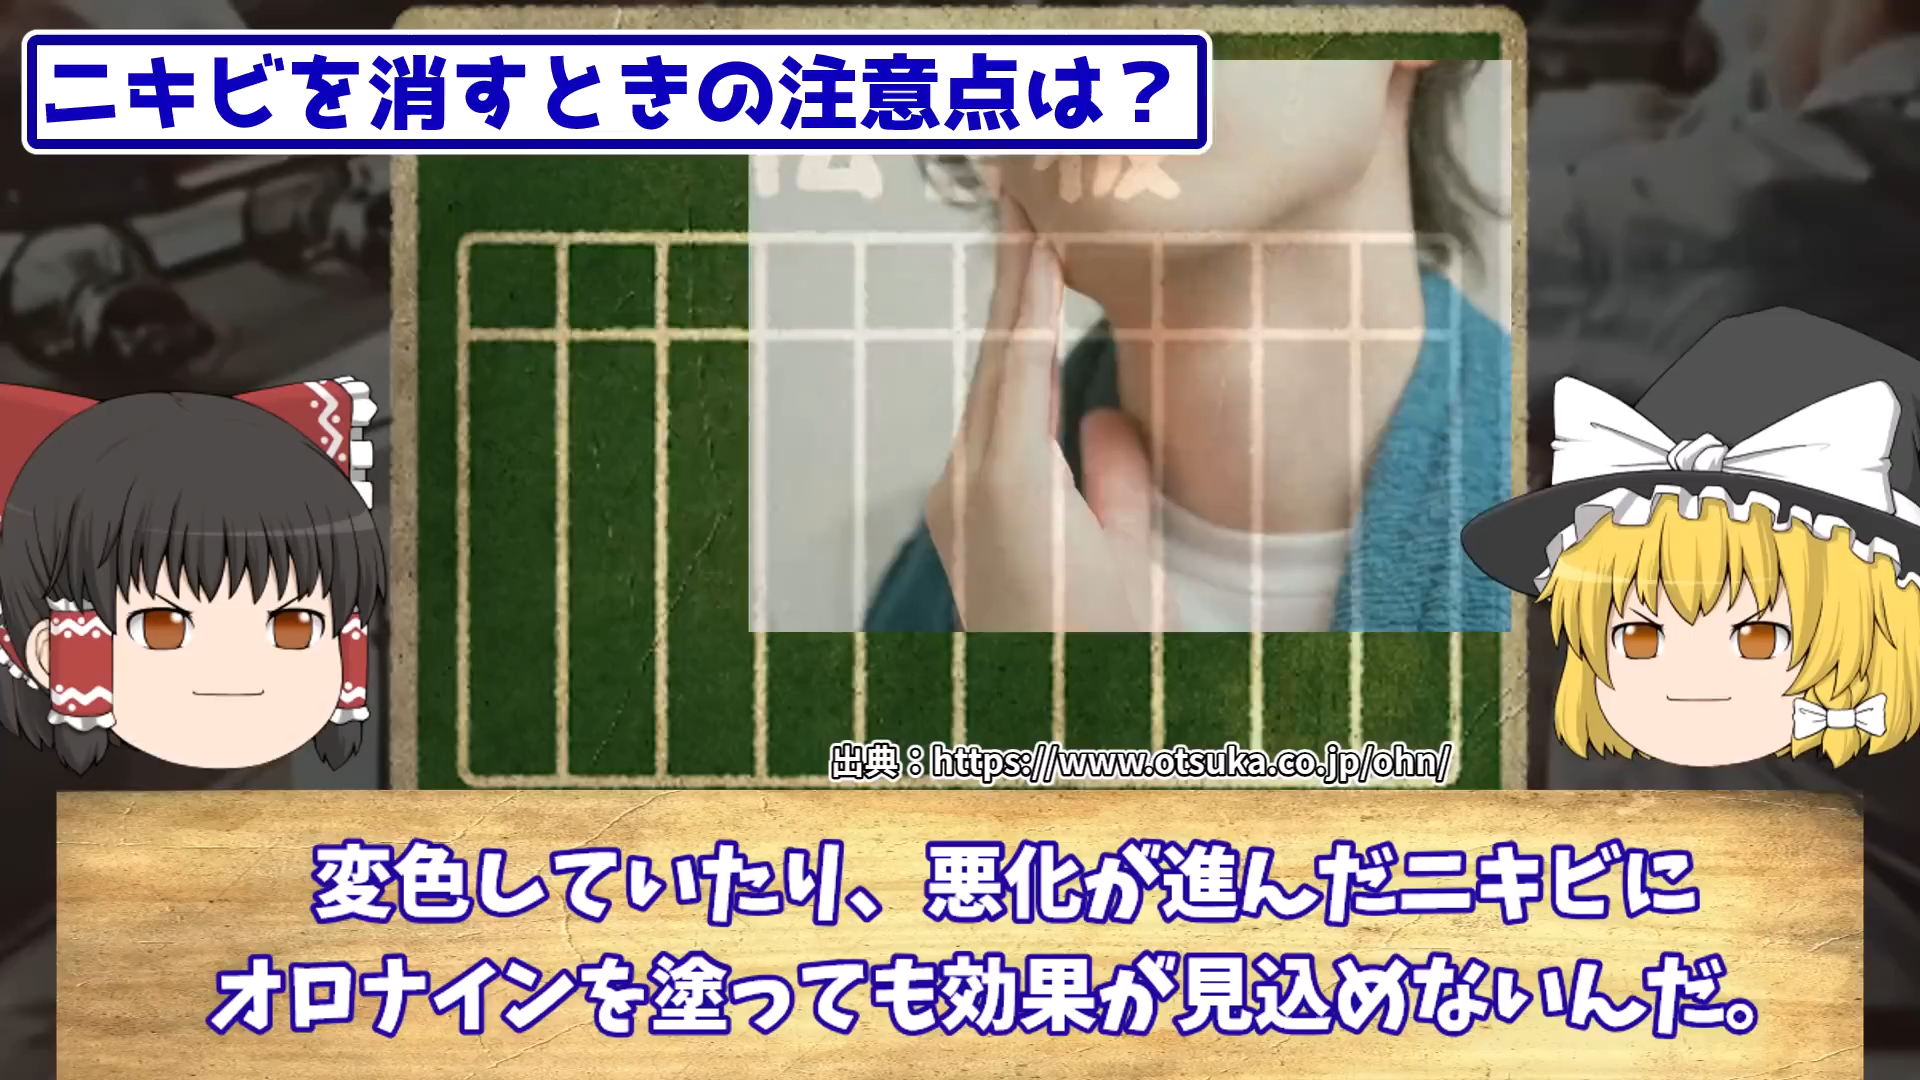 ニキビを消すときの注意点は？
出典：https://www.otsuka.co.jp/ohn/
変色していたり、悪化が進んだニキビに
オロナインを塗っても効果が見込めないんだ。